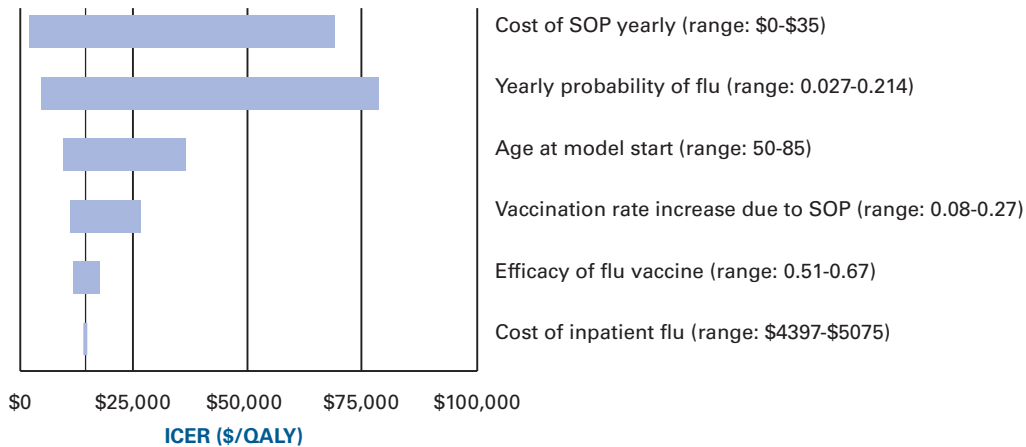 Cost of SOP yearly (range: $0-$35)
Yearly probability of flu (range: 0.027-0.214)
Age at model start (range: 50-85)
Vaccination rate increase due to SOP (range: 0.08-0.27)
Efficacy of flu vaccine (range: 0.51-0.67)
Cost of inpatient flu (range: $4397-$5075)
$0 $25,000 $50,000 $75,000 $100,000
ICER ($/QALY)